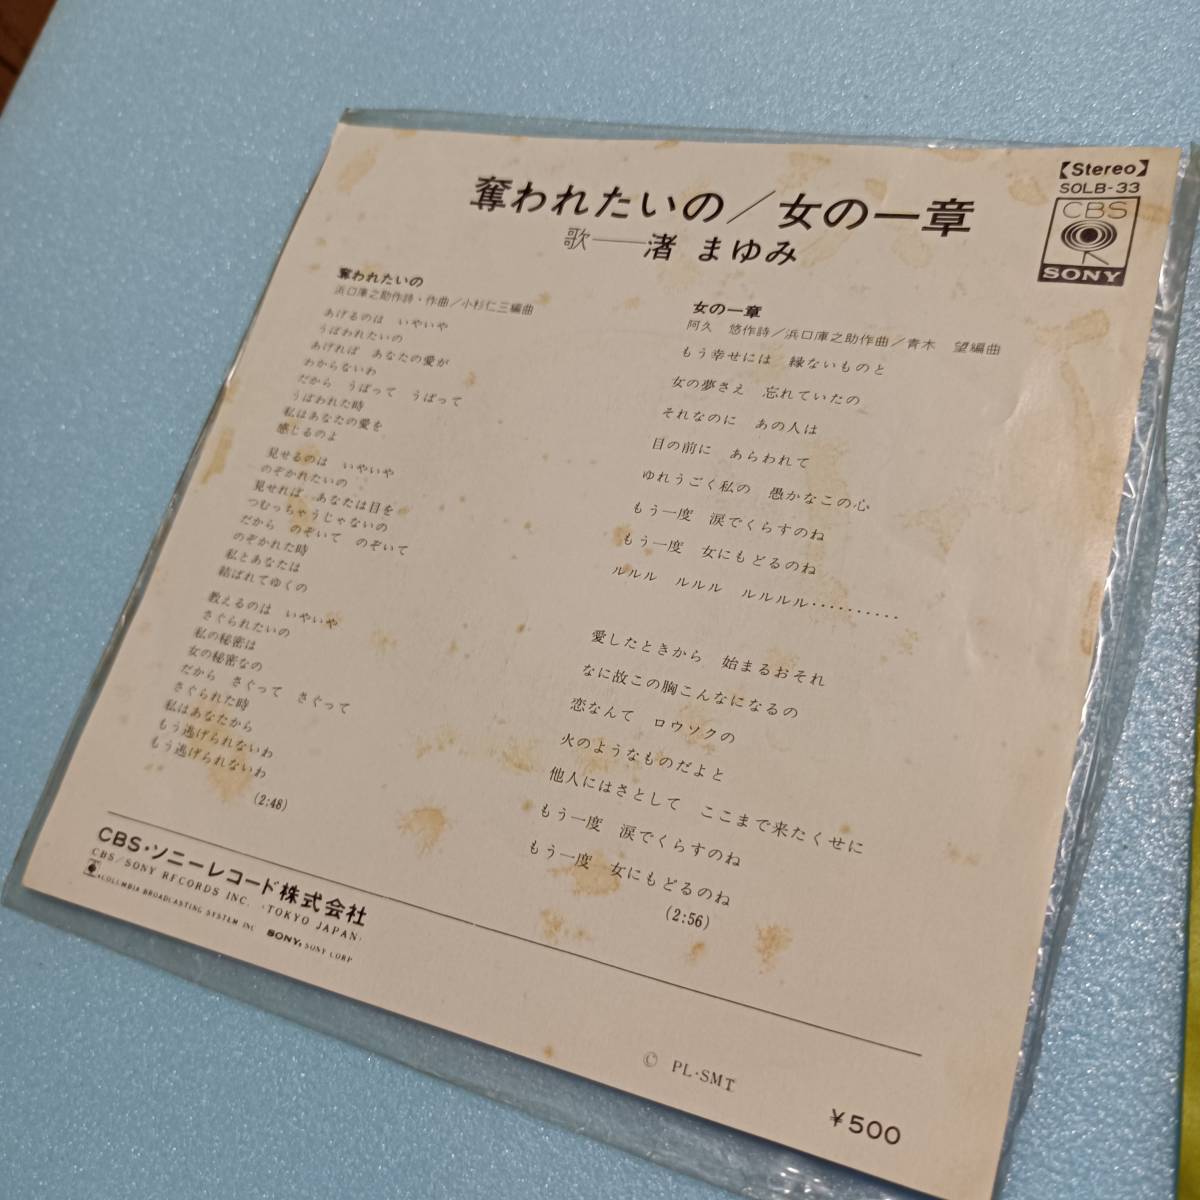 【Stereo】
SOLB-33
CBS
SONY
奪われたいの／女の一章
歌──渚 まゆみ
奪われたいの
浜口庫之助作詩・作曲／小杉仁三編曲
あげるのは いやいや
うばわれたいの
あげれば あなたの愛が
わからないわ
だから うばって うばって
うばわれた時
私はあなたの愛を
感じるのよ
見せるのは いやいや
のぞかれたいの
見せれば あなたは目を
つむっちゃうじゃないの
だから のぞいて のぞいて
のぞかれた時
私とあなたは
結ばれてゆくの
教えるのは いやいや
さぐられたいの
私の秘密は
女の秘密なの
だから さぐって さぐって
さぐられた時
私はあなたから
もう逃げられないわ
もう逃げられないわ
(2:48)
女の一章
阿久 悠作詩／浜口庫之助作曲／青木 望編曲
もう幸せには 縁ないものと
女の夢さえ 忘れていたの
それなのに あの人は
目の前に あらわれて
ゆれうごく私の 愚かなこの心
もう一度 涙でくらすのね
もう一度 女にもどるのね
ルルル ルルル ルルルル‥‥‥‥‥
愛したときから 始まるおそれ
なに故この胸こんなになるの
恋なんて ロウソクの
火のようなものだよと
他人にはさとして ここまで来たくせに
もう一度 涙でくらすのね
もう一度 女にもどるのね
(2:56)
CBS・ソニーレコード株式会社
CBS/SONY RECORDS INC. (TOKYO JAPAN)
COLUMBIA BROADCASTING SYSTEM INC SONY: SONY CORP
Ⓒ PL・SMT
￥500